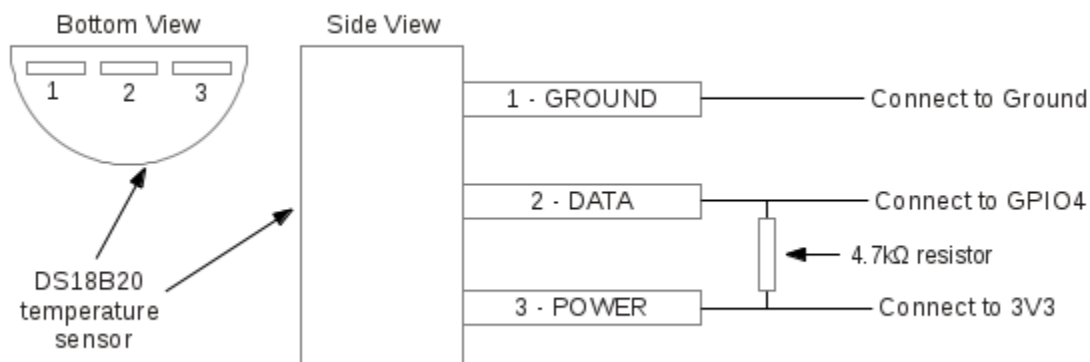 Bottom View
Side View
1
2
3
1 - GROUND
Connect to Ground
2 - DATA
Connect to GPIO4
4.7kΩ resistor
DS18B20
temperature
sensor
3 - POWER
Connect to 3V3